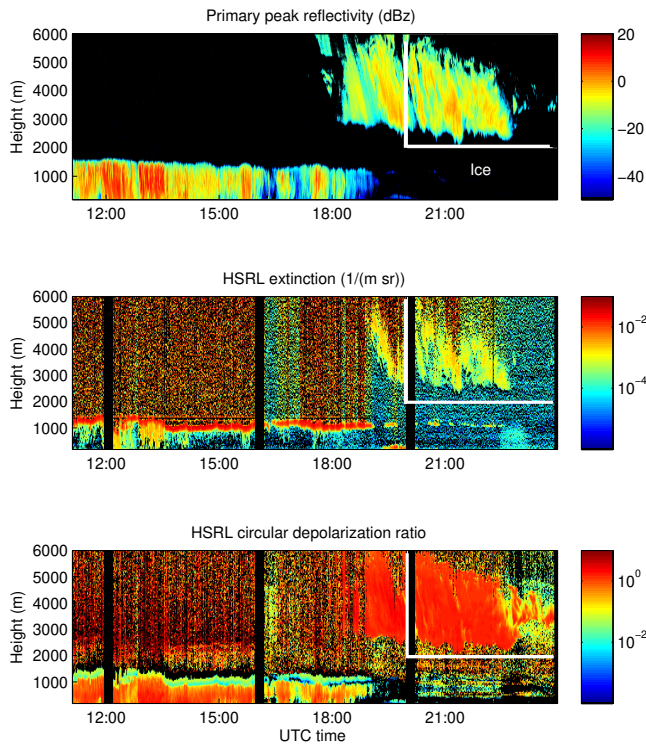 Primary peak reflectivity (dBz)
6000
5000
4000
3000
2000
1000
Height (m)
Ice
12:00 15:00 18:00 21:00
20
0
−20
−40
HSRL extinction (1/(m sr))
6000
5000
4000
3000
2000
1000
Height (m)
12:00 15:00 18:00 21:00
10⁻²
10⁻⁴
HSRL circular depolarization ratio
6000
5000
4000
3000
2000
1000
Height (m)
12:00 15:00 18:00 21:00
UTC time
10⁰
10⁻²